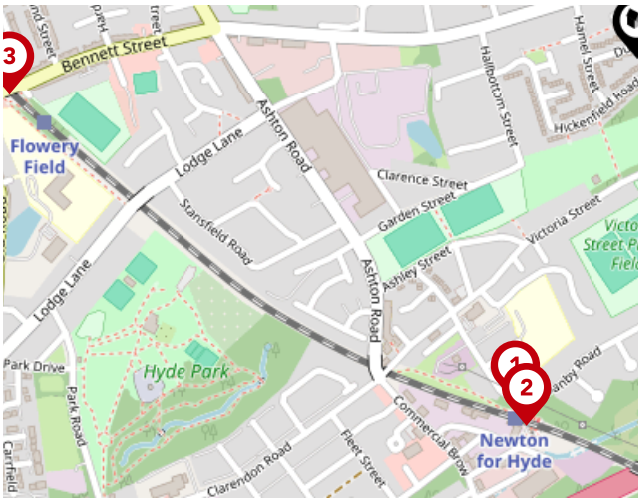 3
Bennett Street
Flowery
Field
Lodge Lane
Ashton Road
Hallbottom Street
Hamel Street
Hickenfield Road
Clarence Street
Garden Street
Victoria Street
Stansfield Road
Ashley Street
Ashton Road
Lodge Lane
Street
Field
Hyde Park
Park Drive
Park Road
1
2
Newton
for Hyde
Commercial Brow
Fleet Street
Clarendon Road